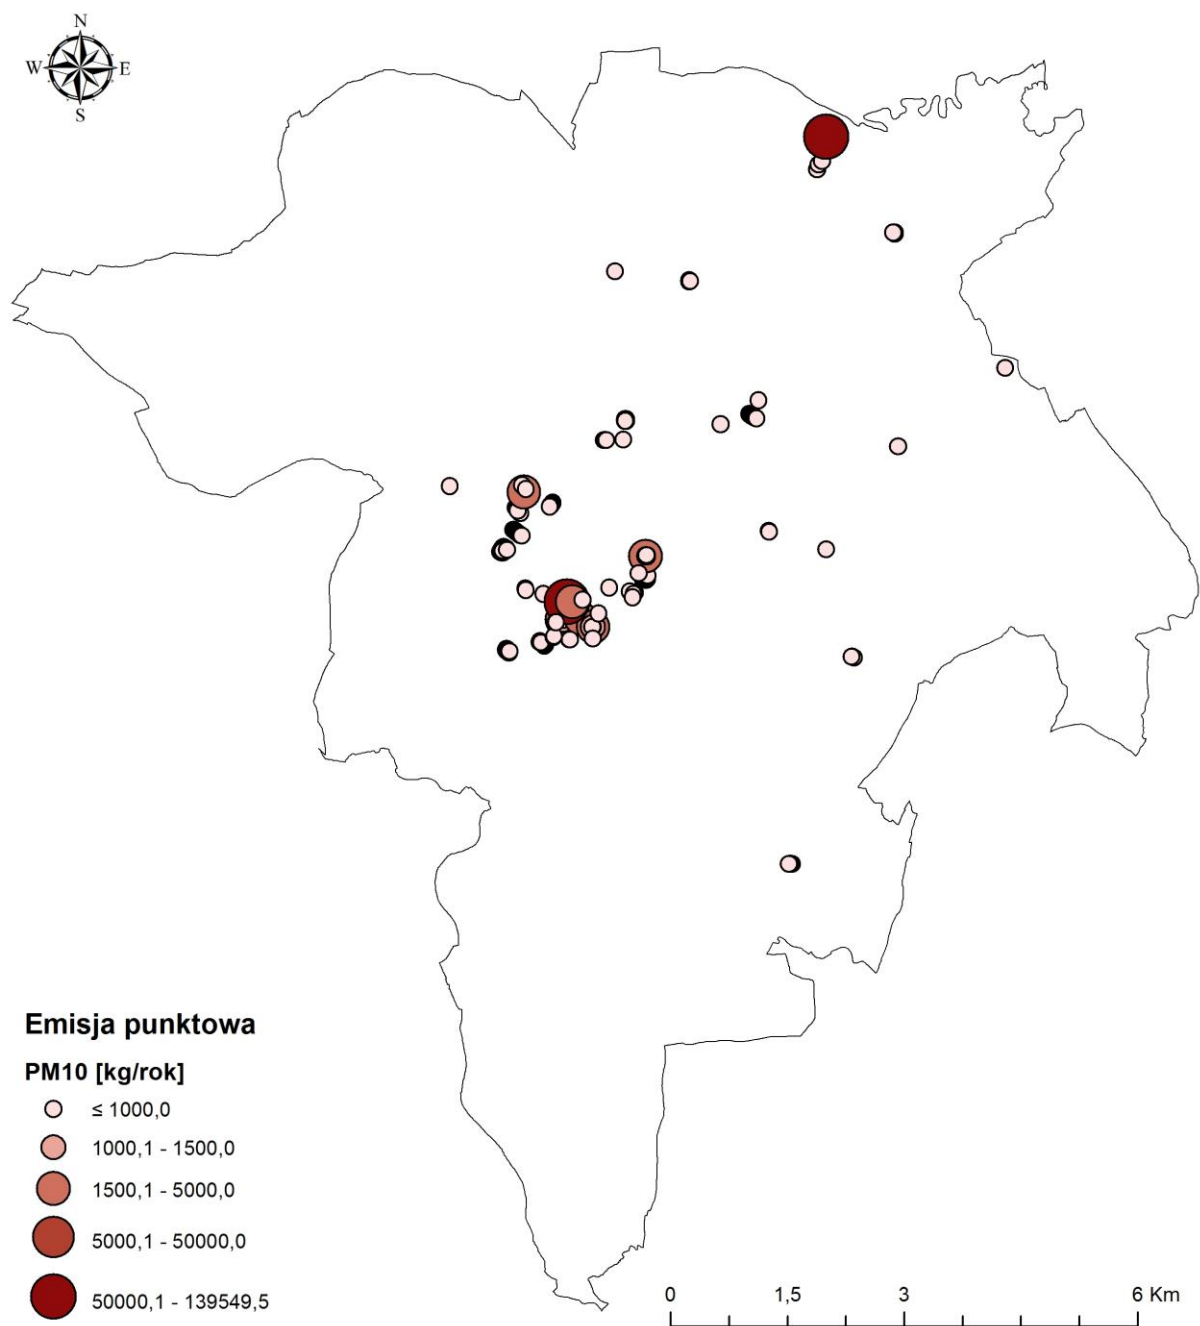 N
W E
S
Emisja punktowa
PM10 [kg/rok]
≤ 1000,0
1000,1 - 1500,0
1500,1 - 5000,0
5000,1 - 50000,0
50000,1 - 139549,5
0 1,5 3 6 Km